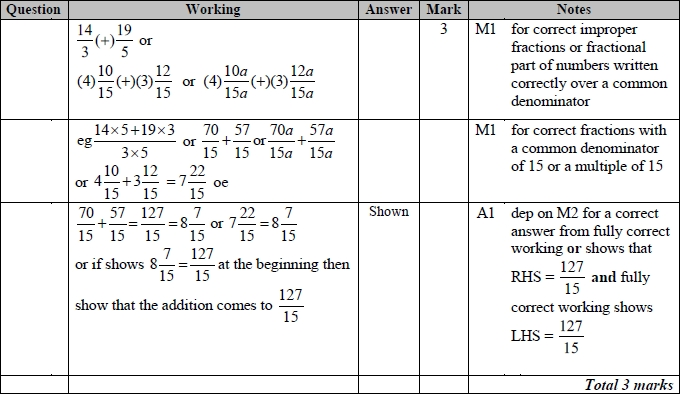 Question Working Answer Mark Notes
14/3 (+) 19/5 or
(4) 10/15 (+)(3) 12/15 or (4) 10a/15a (+)(3) 12a/15a
3
M1 for correct improper
fractions or fractional
part of numbers written
correctly over a common
denominator
eg (14×5+19×3)/(3×5) or 70/15 + 57/15 or 70a/15a + 57a/15a
or 4 10/15 + 3 12/15 = 7 22/15 oe
M1 for correct fractions with
a common denominator
of 15 or a multiple of 15
70/15 + 57/15 = 127/15 = 8 7/15 or 7 22/15 = 8 7/15
or if shows 8 7/15 = 127/15 at the beginning then
show that the addition comes to 127/15
Shown
A1 dep on M2 for a correct
answer from fully correct
working or shows that
RHS = 127/15 and fully
correct working shows
LHS = 127/15
Total 3 marks